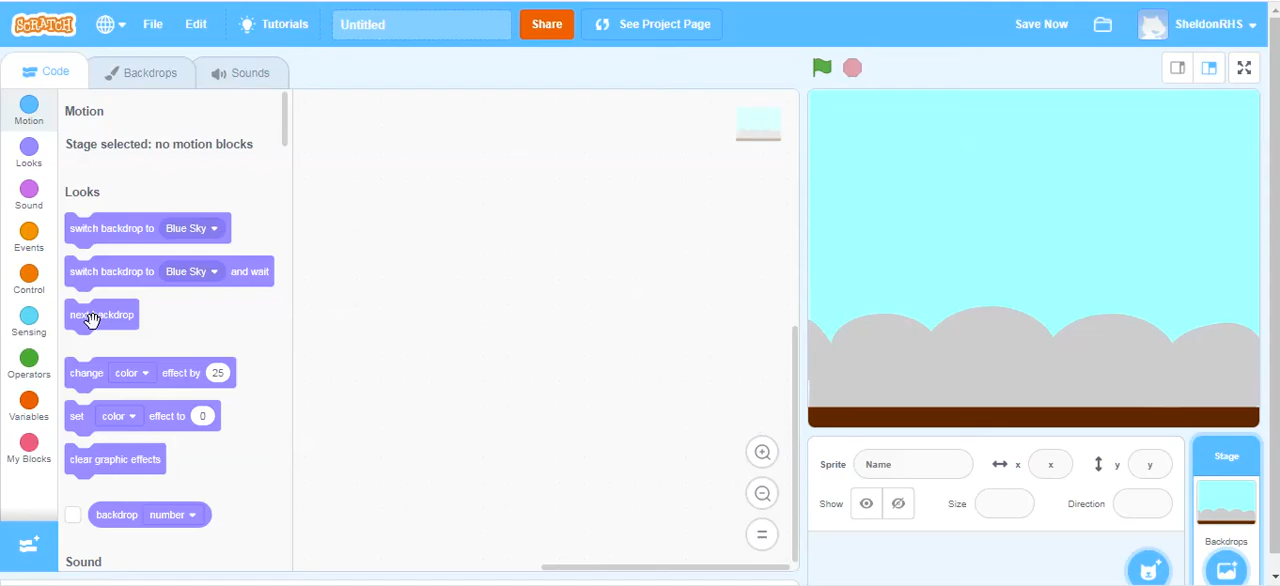 SCRATCH File Edit Tutorials Untitled Share See Project Page Save Now SheldonRHS
Code Backdrops Sounds
Motion
Looks
Sound
Events
Control
Sensing
Operators
Variables
My Blocks
Motion
Stage selected: no motion blocks
Looks
switch backdrop to Blue Sky
switch backdrop to Blue Sky and wait
next backdrop
change color effect by 25
set color effect to 0
clear graphic effects
backdrop number
Sound
Sprite Name x x y y
Show Size Direction
Stage
Backdrops